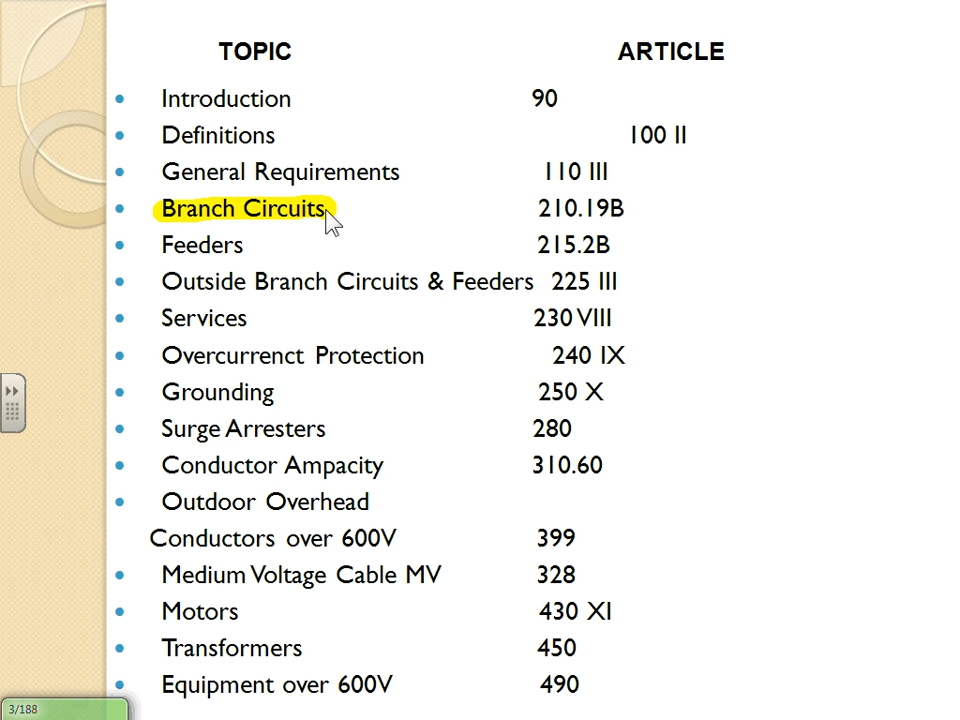 TOPIC ARTICLE
• Introduction 90
• Definitions 100 II
• General Requirements 110 III
• Branch Circuits 210.19B
• Feeders 215.2B
• Outside Branch Circuits & Feeders 225 III
• Services 230 VIII
• Overcurrenct Protection 240 IX
• Grounding 250 X
• Surge Arresters 280
• Conductor Ampacity 310.60
• Outdoor Overhead
Conductors over 600V 399
• Medium Voltage Cable MV 328
• Motors 430 XI
• Transformers 450
• Equipment over 600V 490
3/188